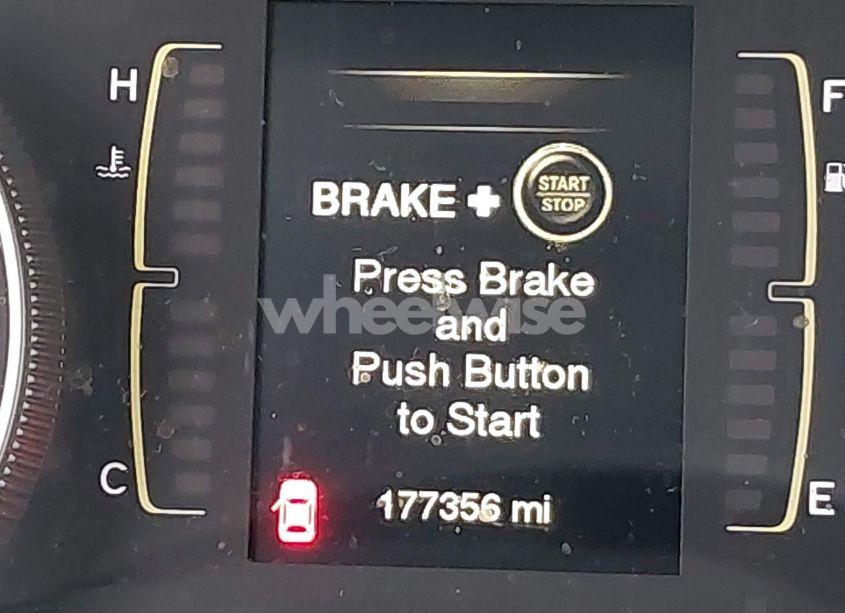 H
F
START
STOP
BRAKE +
Press Brake
wheelwise
and
Push Button
to Start
C
177356 mi
E